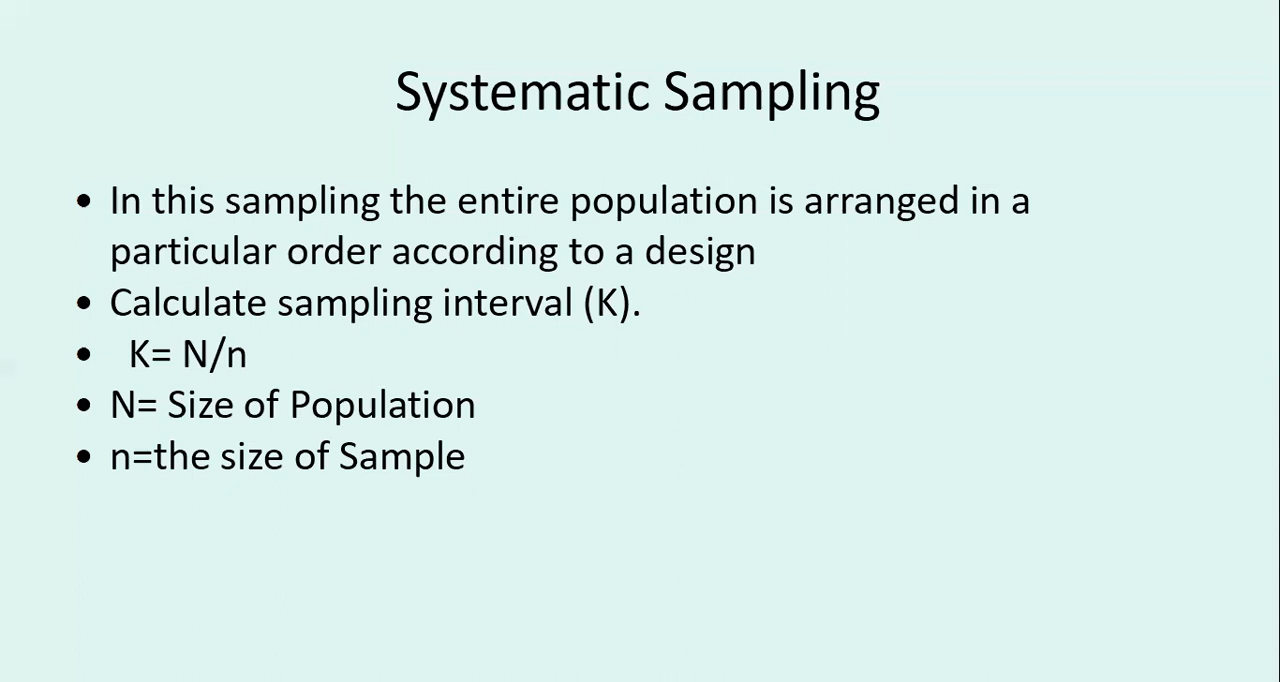 Systematic Sampling
• In this sampling the entire population is arranged in a
particular order according to a design
• Calculate sampling interval (K).
• K= N/n
• N= Size of Population
• n=the size of Sample